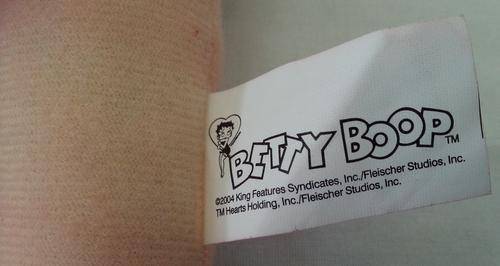 BETTY BOOP™
©2004 King Features Syndicates, Inc./Fleischer Studios, Inc.
TM Hearts Holding, Inc./Fleischer Studios, Inc.